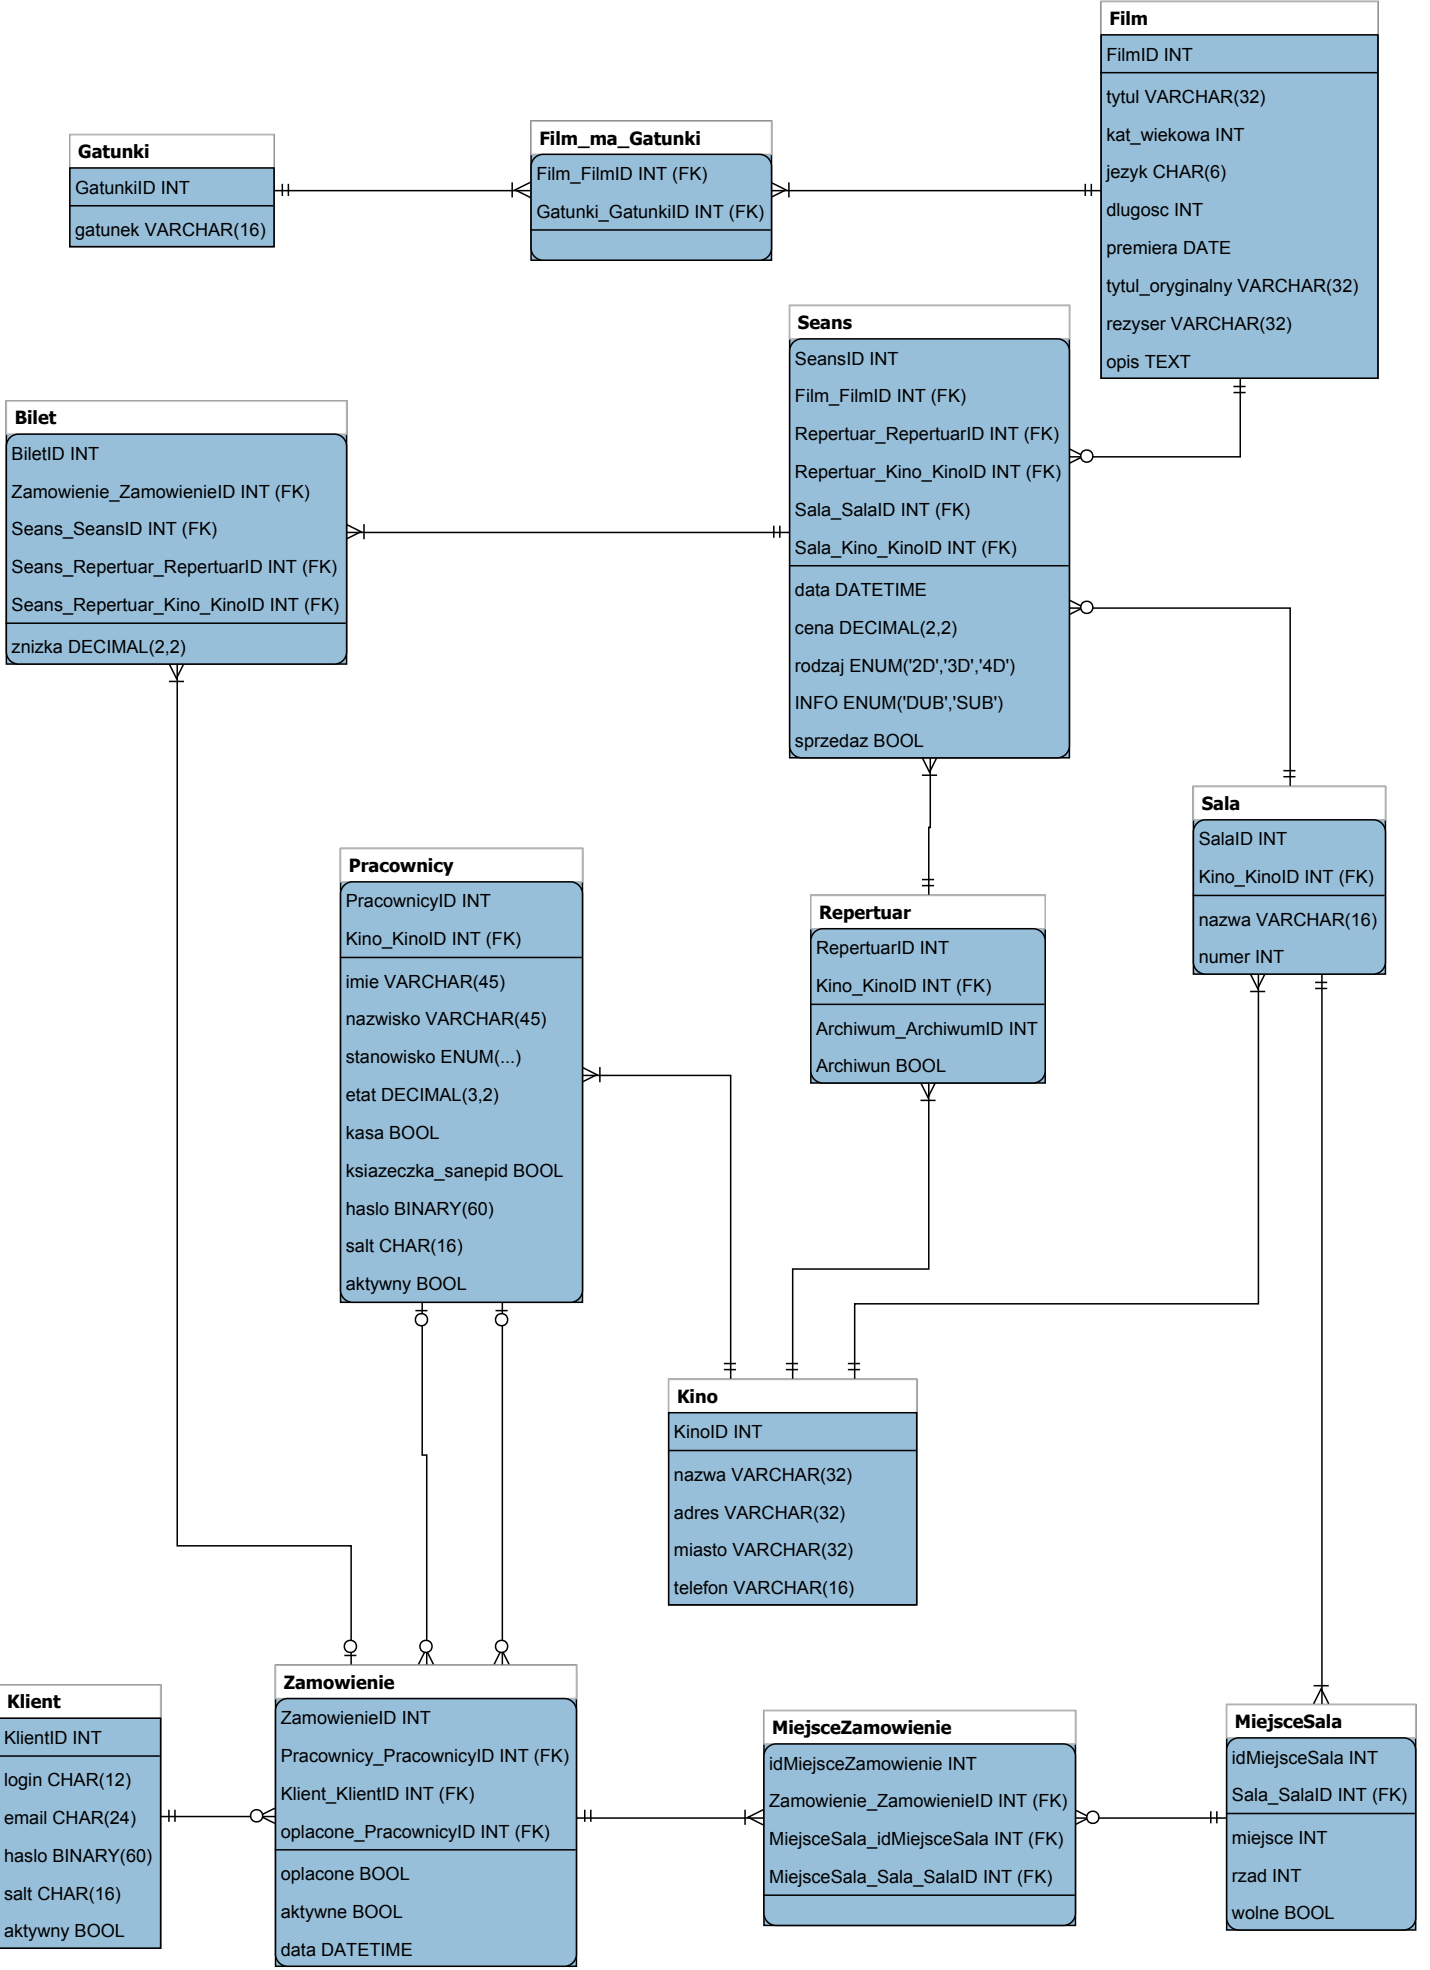 Film
FilmID INT
tytul VARCHAR(32)
kat_wiekowa INT
jezyk CHAR(6)
dlugosc INT
premiera DATE
tytul_oryginalny VARCHAR(32)
rezyser VARCHAR(32)
opis TEXT
Film_ma_Gatunki
Film_FilmID INT (FK)
Gatunki_GatunkiID INT (FK)
Gatunki
GatunkiID INT
gatunek VARCHAR(16)
Seans
SeansID INT
Film_FilmID INT (FK)
Repertuar_RepertuarID INT (FK)
Repertuar_Kino_KinoID INT (FK)
Sala_SalaID INT (FK)
Sala_Kino_KinoID INT (FK)
data DATETIME
cena DECIMAL(2,2)
rodzaj ENUM('2D','3D','4D')
INFO ENUM('DUB','SUB')
sprzedaz BOOL
Bilet
BiletID INT
Zamowienie_ZamowienieID INT (FK)
Seans_SeansID INT (FK)
Seans_Repertuar_RepertuarID INT (FK)
Seans_Repertuar_Kino_KinoID INT (FK)
znizka DECIMAL(2,2)
Sala
SalaID INT
Kino_KinoID INT (FK)
nazwa VARCHAR(16)
numer INT
Pracownicy
PracownicyID INT
Kino_KinoID INT (FK)
imie VARCHAR(45)
nazwisko VARCHAR(45)
stanowisko ENUM(...)
etat DECIMAL(3,2)
kasa BOOL
ksiazeczka_sanepid BOOL
haslo BINARY(60)
salt CHAR(16)
aktywny BOOL
Repertuar
RepertuarID INT
Kino_KinoID INT (FK)
Archiwum_ArchiwumID INT
Archiwun BOOL
Kino
KinoID INT
nazwa VARCHAR(32)
adres VARCHAR(32)
miasto VARCHAR(32)
telefon VARCHAR(16)
Klient
KlientID INT
login CHAR(12)
email CHAR(24)
haslo BINARY(60)
salt CHAR(16)
aktywny BOOL
Zamowienie
ZamowienieID INT
Pracownicy_PracownicyID INT (FK)
Klient_KlientID INT (FK)
oplacone_PracownicyID INT (FK)
oplacone BOOL
aktywne BOOL
data DATETIME
MiejsceZamowienie
idMiejsceZamowienie INT
Zamowienie_ZamowienieID INT (FK)
MiejsceSala_idMiejsceSala INT (FK)
MiejsceSala_Sala_SalaID INT (FK)
MiejsceSala
idMiejsceSala INT
Sala_SalaID INT (FK)
miejsce INT
rzad INT
wolne BOOL